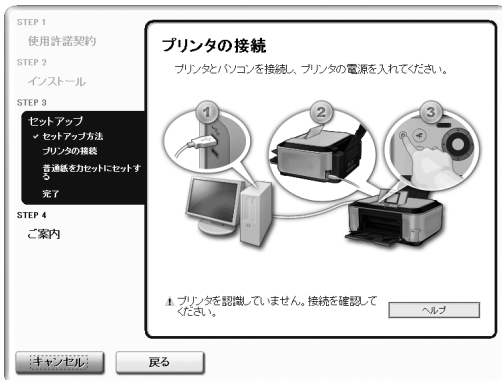 STEP 1
使用許諾契約
STEP 2
インストール
STEP 3
セットアップ
✓ セットアップ方法
プリンタの接続
普通紙をカセットにセットす
る
完了
STEP 4
ご案内
プリンタの接続
プリンタとパソコンを接続し、プリンタの電源を入れてください。
1
2
3
プリンタを認識していません。接続を確認して
ください。
ヘルプ
キャンセル
戻る